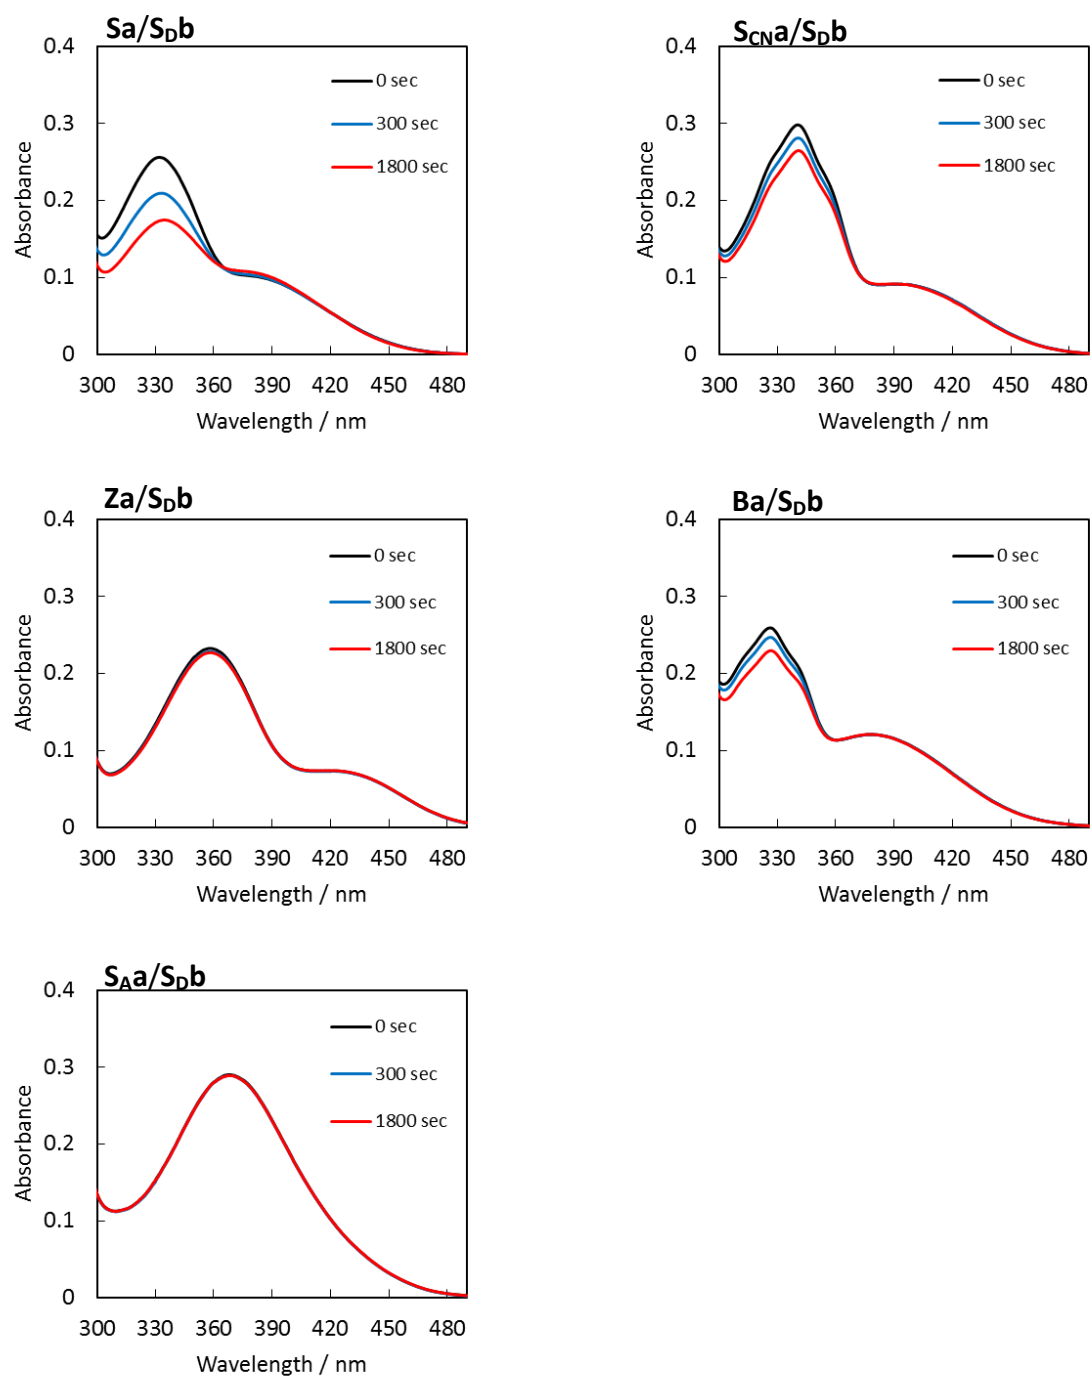 Sa/SDb
0.4
0.3
0.2
0.1
0
Absorbance
0 sec
300 sec
1800 sec
300 330 360 390 420 450 480
Wavelength / nm
SCNa/SDb
0.4
0.3
0.2
0.1
0
Absorbance
0 sec
300 sec
1800 sec
300 330 360 390 420 450 480
Wavelength / nm
Za/SDb
0.4
0.3
0.2
0.1
0
Absorbance
0 sec
300 sec
1800 sec
300 330 360 390 420 450 480
Wavelength / nm
Ba/SDb
0.4
0.3
0.2
0.1
0
Absorbance
0 sec
300 sec
1800 sec
300 330 360 390 420 450 480
Wavelength / nm
SAa/SDb
0.4
0.3
0.2
0.1
0
Absorbance
0 sec
300 sec
1800 sec
300 330 360 390 420 450 480
Wavelength / nm